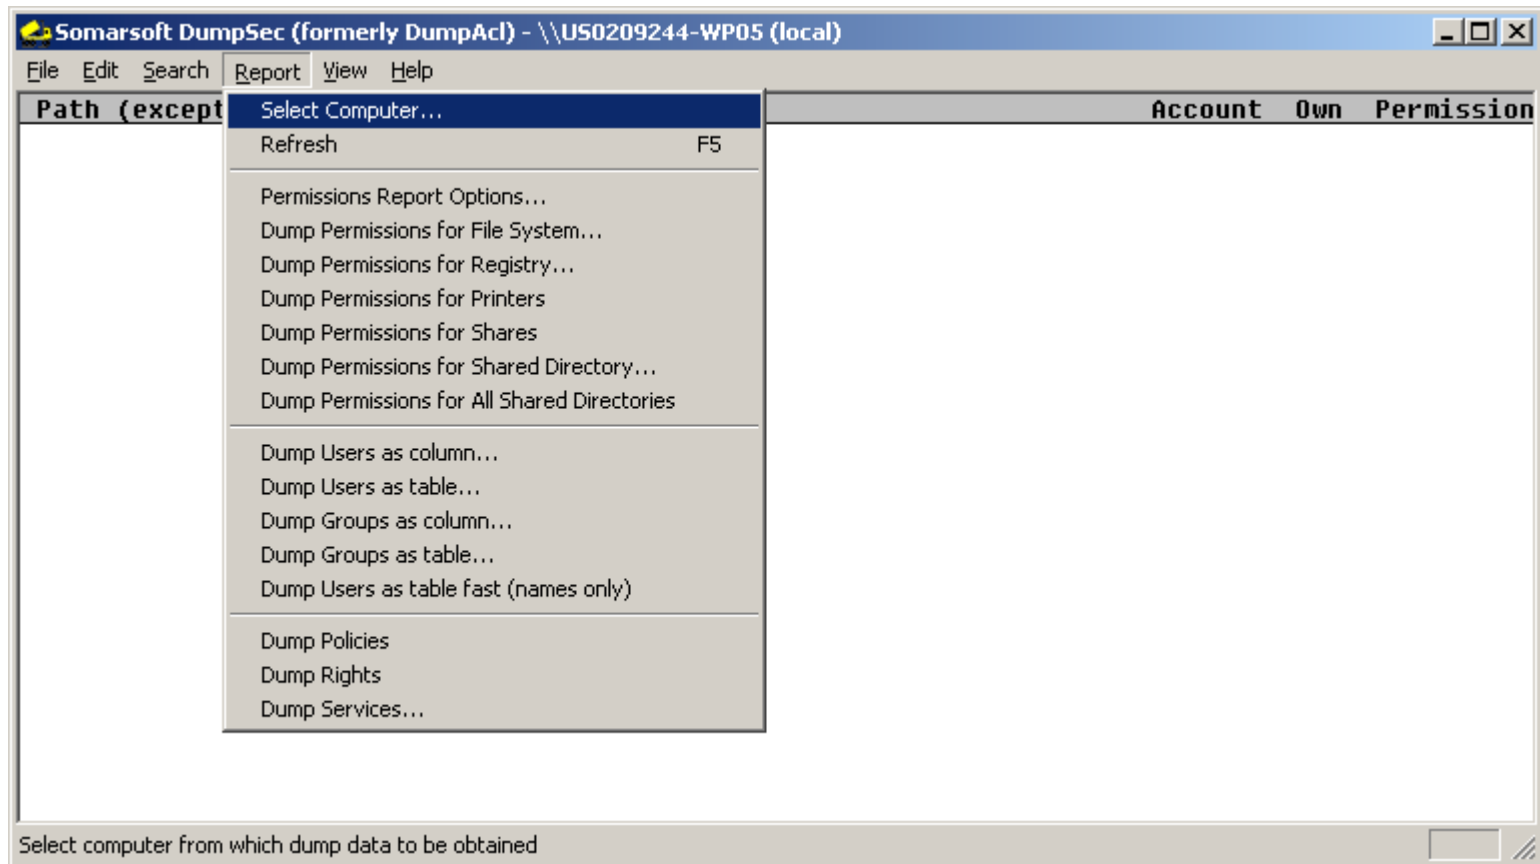 Somarsoft DumpSec (formerly DumpAcl) - \\US0209244-WP05 (local)
File Edit Search Report View Help
Path (except Account Own Permission
Select Computer...
Refresh F5
Permissions Report Options...
Dump Permissions for File System...
Dump Permissions for Registry...
Dump Permissions for Printers
Dump Permissions for Shares
Dump Permissions for Shared Directory...
Dump Permissions for All Shared Directories
Dump Users as column...
Dump Users as table...
Dump Groups as column...
Dump Groups as table...
Dump Users as table fast (names only)
Dump Policies
Dump Rights
Dump Services...
Select computer from which dump data to be obtained